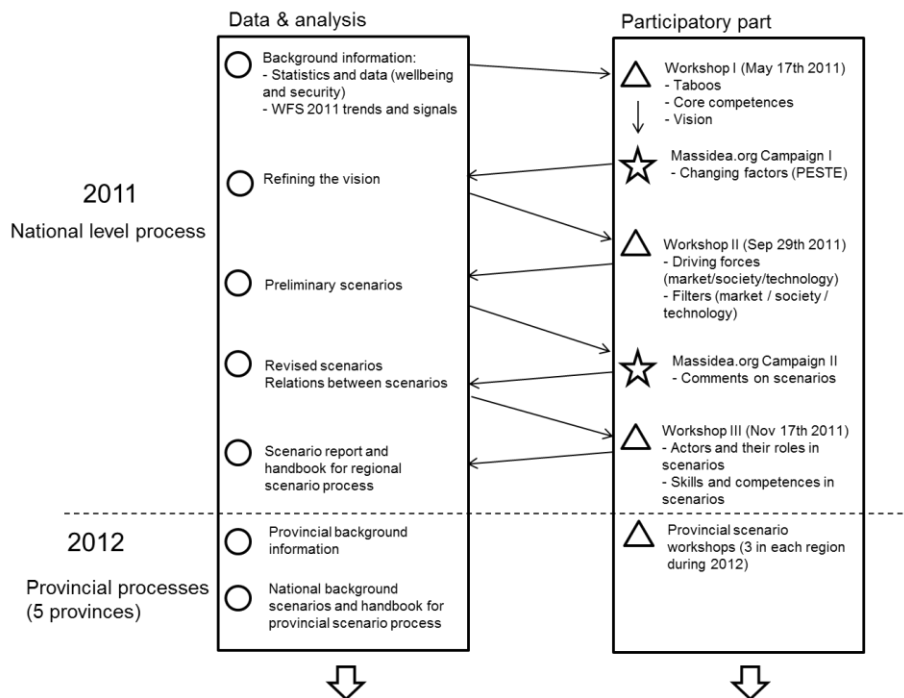 Data & analysis
Participatory part
Background information:
- Statistics and data (wellbeing
and security)
- WFS 2011 trends and signals
Workshop I (May 17th 2011)
- Taboos
- Core competences
- Vision
Massidea.org Campaign I
- Changing factors (PESTE)
2011
National level process
Refining the vision
Workshop II (Sep 29th 2011)
- Driving forces
(market/society/technology)
- Filters (market / society /
technology)
Preliminary scenarios
Revised scenarios
Relations between scenarios
Massidea.org Campaign II
- Comments on scenarios
Workshop III (Nov 17th 2011)
- Actors and their roles in
scenarios
- Skills and competences in
scenarios
Scenario report and
handbook for regional
scenario process
2012
Provincial processes
(5 provinces)
Provincial background
information
National background
scenarios and handbook for
provincial scenario process
Provincial scenario
workshops (3 in each region
during 2012)